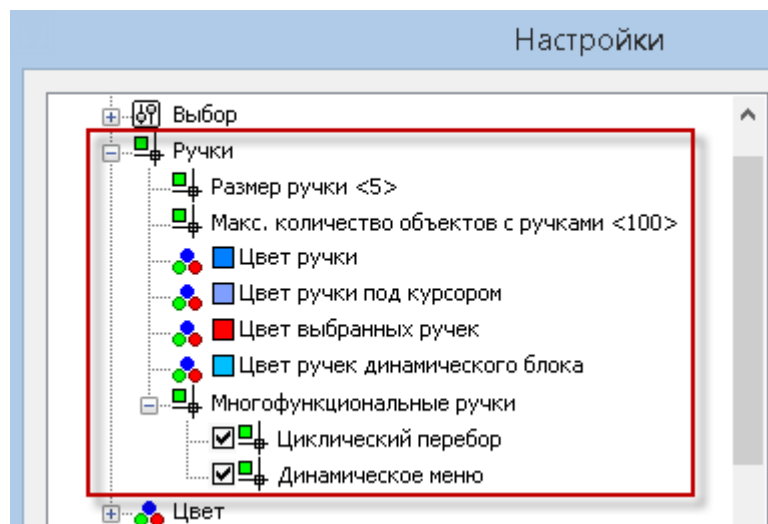 Настройки
Выбор
Ручки
Размер ручки <5>
Макс. количество объектов с ручками <100>
Цвет ручки
Цвет ручки под курсором
Цвет выбранных ручек
Цвет ручек динамического блока
Многофункциональные ручки
Циклический перебор
Динамическое меню
Цвет